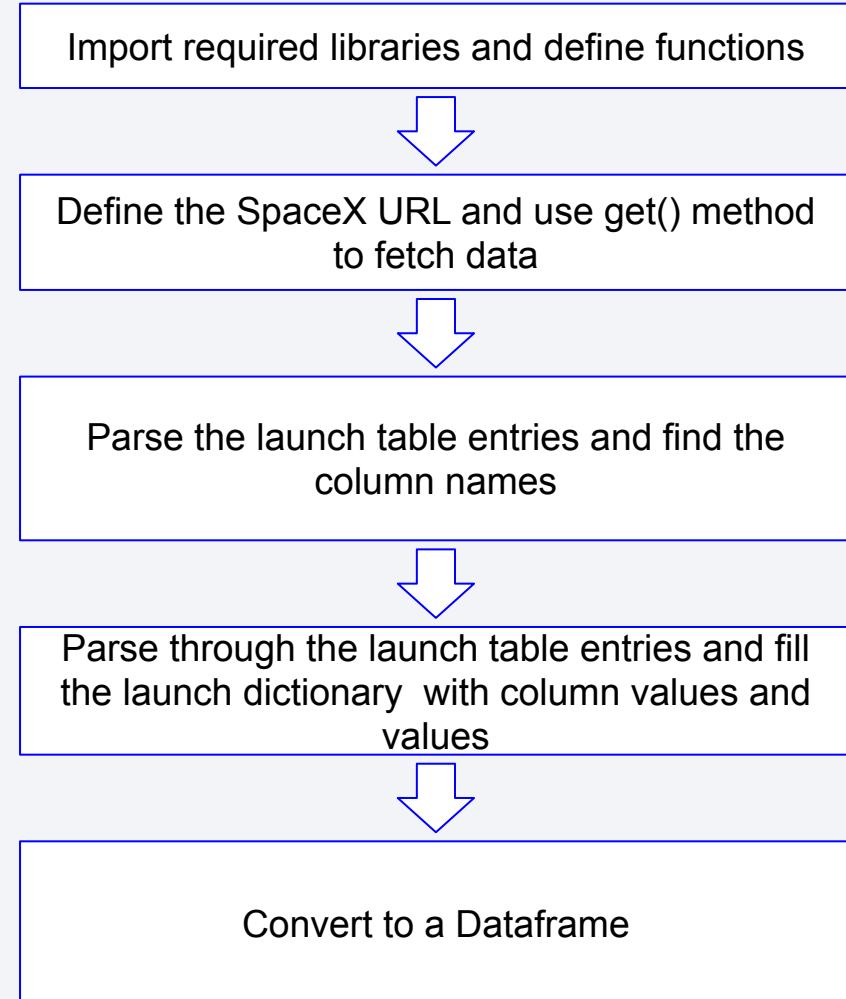 Import required libraries and define functions
Define the SpaceX URL and use get() method
to fetch data
Parse the launch table entries and find the
column names
Parse through the launch table entries and fill
the launch dictionary  with column values and
values
Convert to a Dataframe